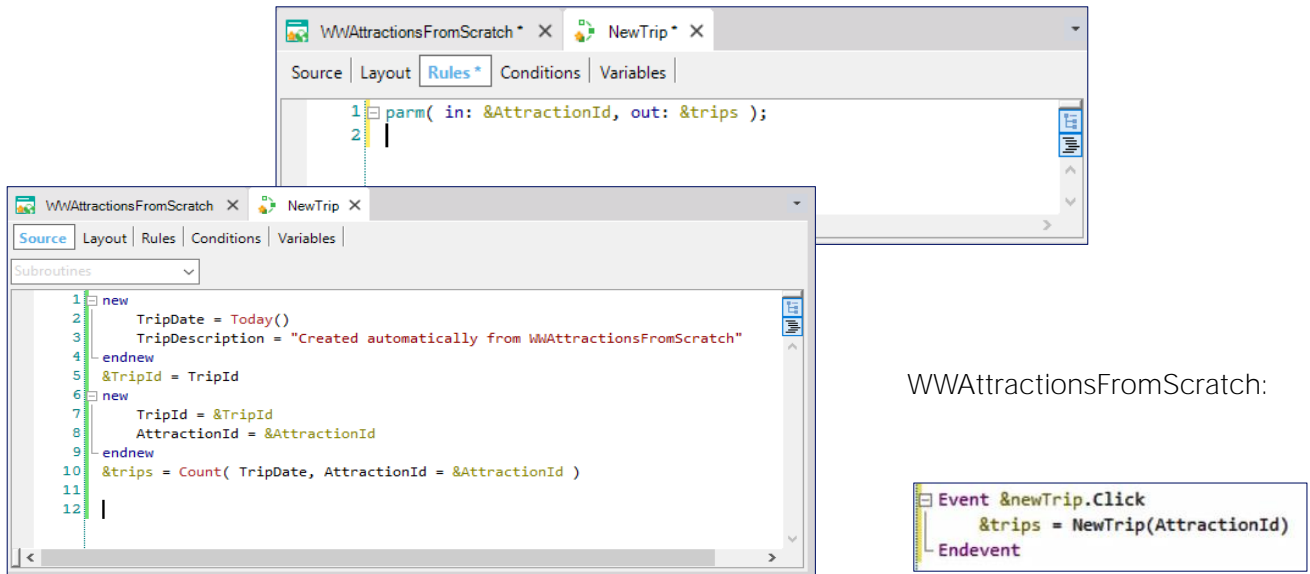 WWAttractionsFromScratch * X NewTrip * X
Source Layout Rules * Conditions Variables
1 parm( in: &AttractionId, out: &trips );
2
WWAttractionsFromScratch X NewTrip X
Source Layout Rules Conditions Variables
Subroutines
1 new
2 TripDate = Today()
3 TripDescription = "Created automatically from WWAttractionsFromScratch"
4 endnew
5 &TripId = TripId
6 new
7 TripId = &TripId
8 AttractionId = &AttractionId
9 endnew
10 &trips = Count( TripDate, AttractionId = &AttractionId )
11
12
WWAttractionsFromScratch:
Event &newTrip.Click
&trips = NewTrip(AttractionId)
Endevent